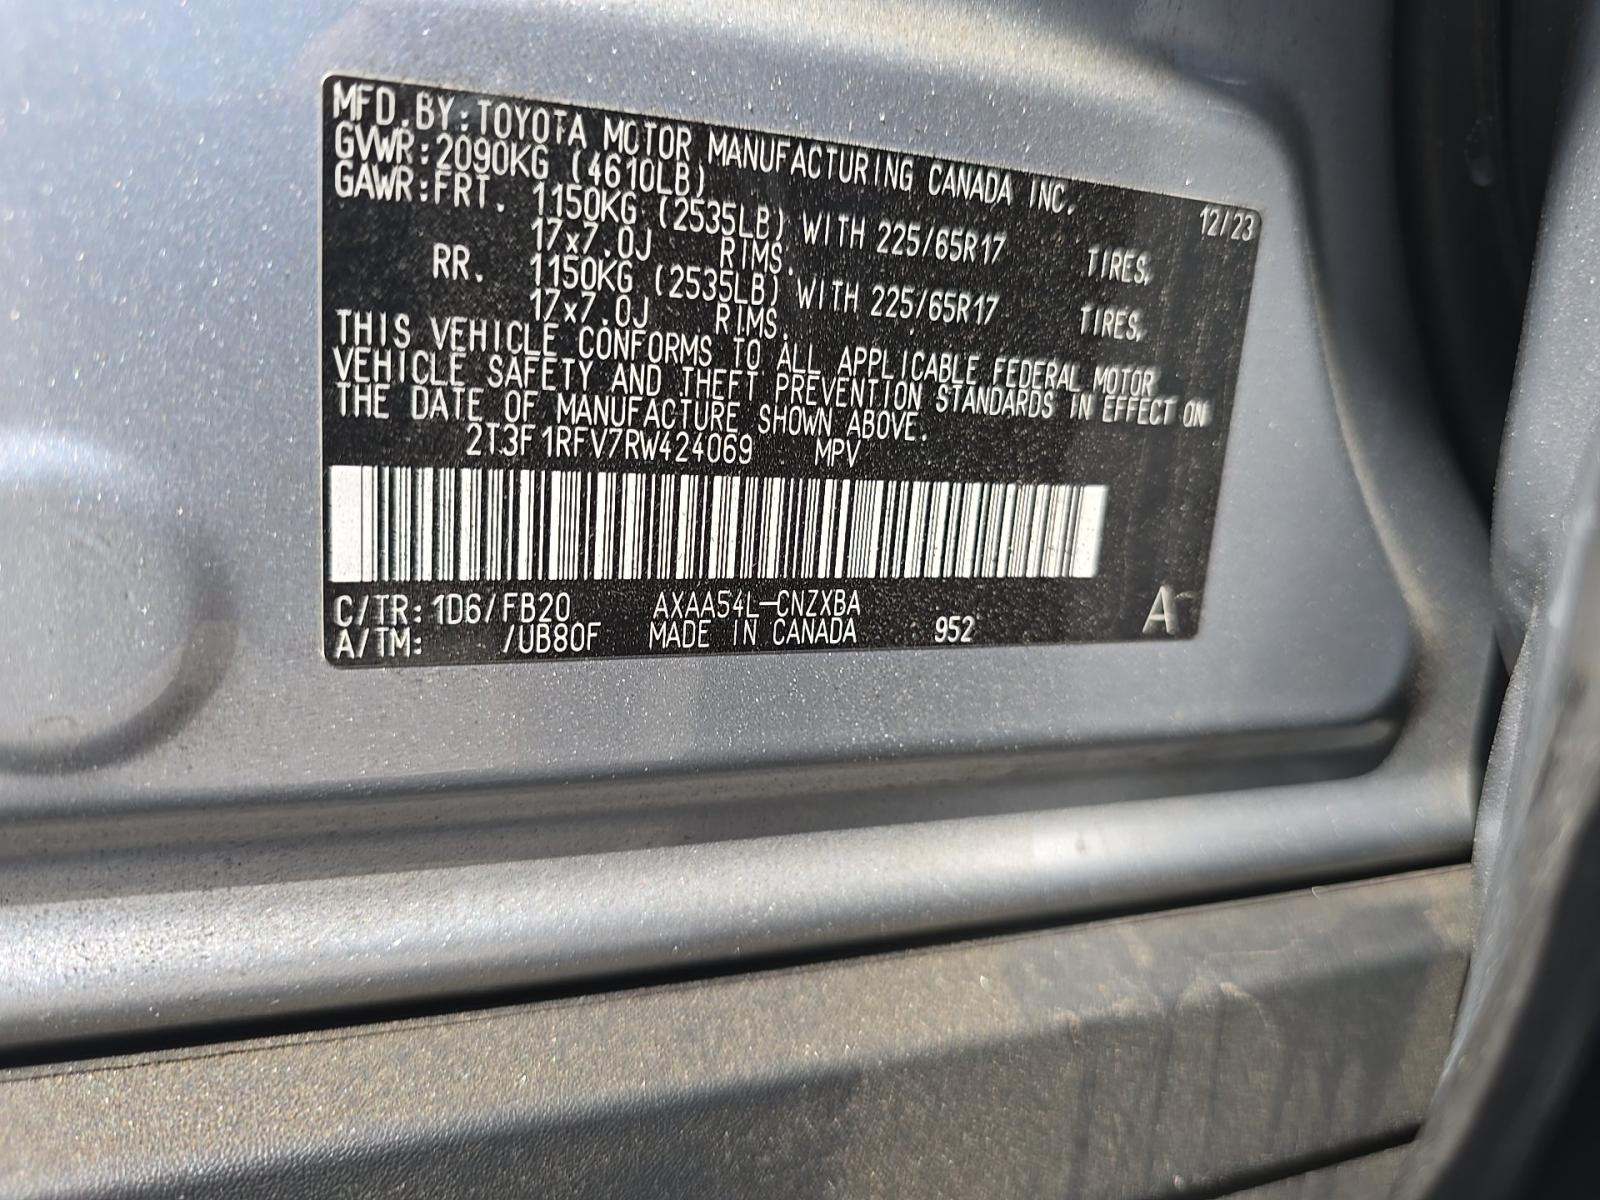 MFD. BY: TOYOTA MOTOR MANUFACTURING CANADA INC. 12/23
GVWR: 2090KG (4610LB)
GAWR: FRT. 1150KG (2535LB) WITH 225/65R17 TIRES,
17x7.0J RIMS.
RR. 1150KG (2535LB) WITH 225/65R17 TIRES,
17x7.0J RIMS.
THIS VEHICLE CONFORMS TO ALL APPLICABLE FEDERAL MOTOR
VEHICLE SAFETY AND THEFT PREVENTION STANDARDS IN EFFECT ON
THE DATE OF MANUFACTURE SHOWN ABOVE.
2T3F1RFV7RW424069 MPV
C/TR: 1D6/FB20 AXAA54L-CNZXBA
A/TM: /UB80F MADE IN CANADA 952 A